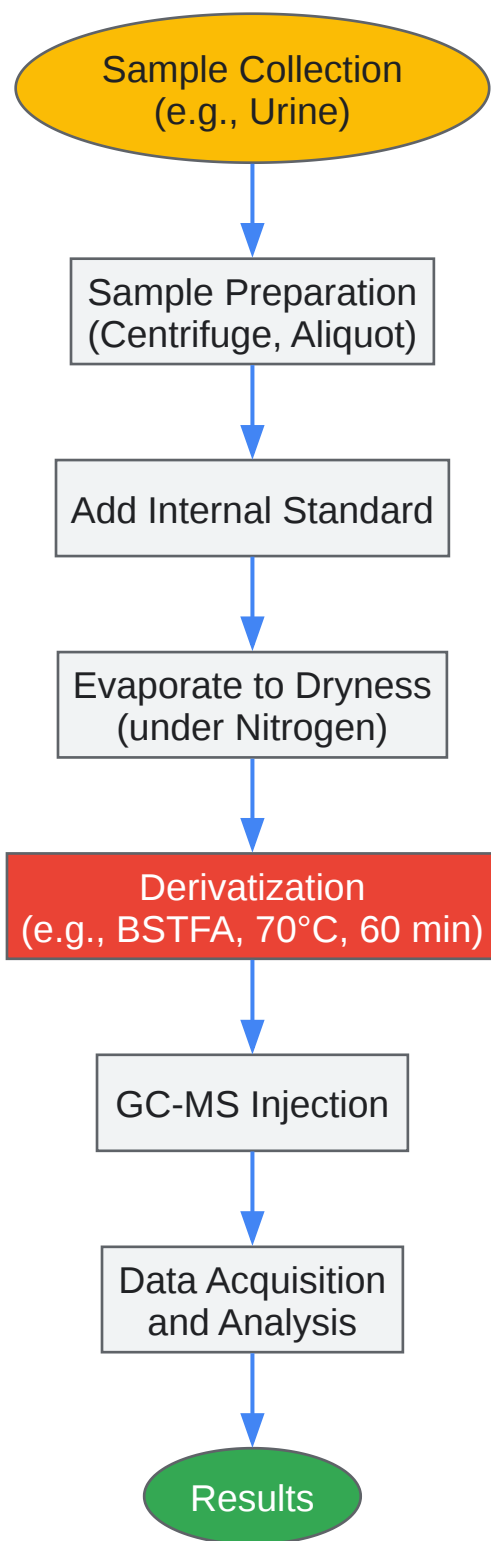 Sample Collection
(e.g., Urine)
Sample Preparation
(Centrifuge, Aliquot)
Add Internal Standard
Evaporate to Dryness
(under Nitrogen)
Derivatization
(e.g., BSTFA, 70°C, 60 min)
GC-MS Injection
Data Acquisition
and Analysis
Results